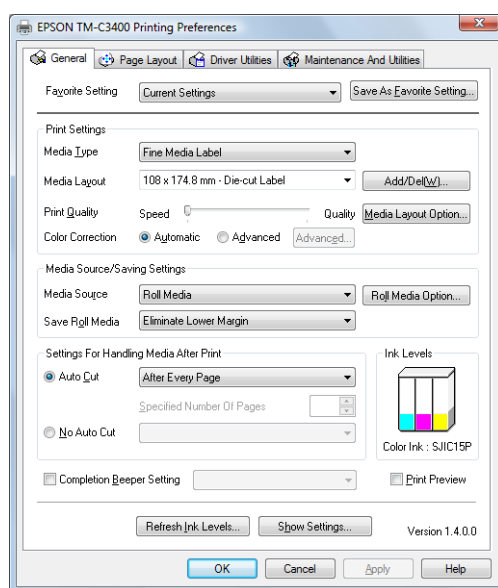 EPSON TM-C3400 Printing Preferences
General Page Layout Driver Utilities Maintenance And Utilities
Favorite Setting Current Settings Save As Favorite Setting...
Print Settings
Media Type Fine Media Label
Media Layout 108 x 174.8 mm - Die-cut Label Add/Del(W)...
Print Quality Speed Quality Media Layout Option...
Color Correction Automatic Advanced Advanced...
Media Source/Saving Settings
Media Source Roll Media Roll Media Option...
Save Roll Media Eliminate Lower Margin
Settings For Handling Media After Print Ink Levels
Auto Cut After Every Page
Specified Number Of Pages
No Auto Cut
Color Ink : SJIC15P
Completion Beeper Setting Print Preview
Refresh Ink Levels... Show Settings... Version 1.4.0.0
OK Cancel Apply Help